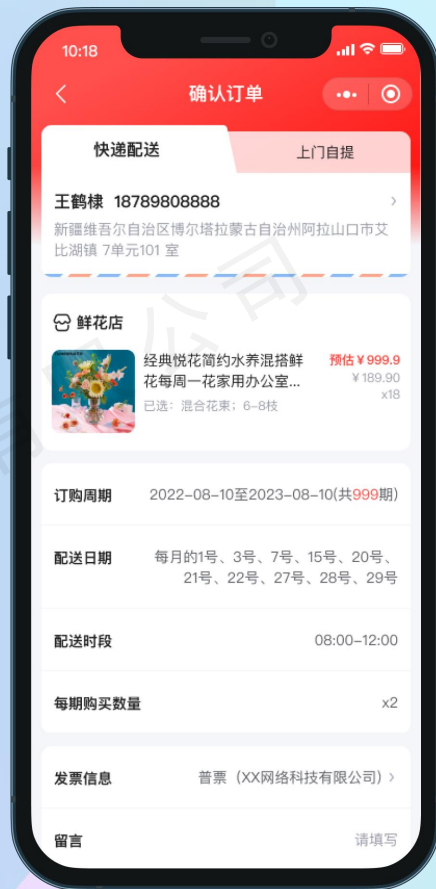 10:18
确认订单
快递配送
上门自提
王鹤棣 18789808888
新疆维吾尔自治区博尔塔拉蒙古自治州阿拉山口市艾
比湖镇 7单元101 室
鲜花店
经典悦花简约水养混搭鲜
预估￥999.9
花每周一花家用办公室...
￥189.90
x18
已选：混合花束；6-8枝
订购周期
2022-08-10至2023-08-10(共999期)
配送日期
每月的1号、3号、7号、15号、20号、
21号、22号、27号、28号、29号
配送时段
08:00-12:00
每期购买数量
x2
发票信息
普票（XX网络科技有限公司）
留言
请填写
公司